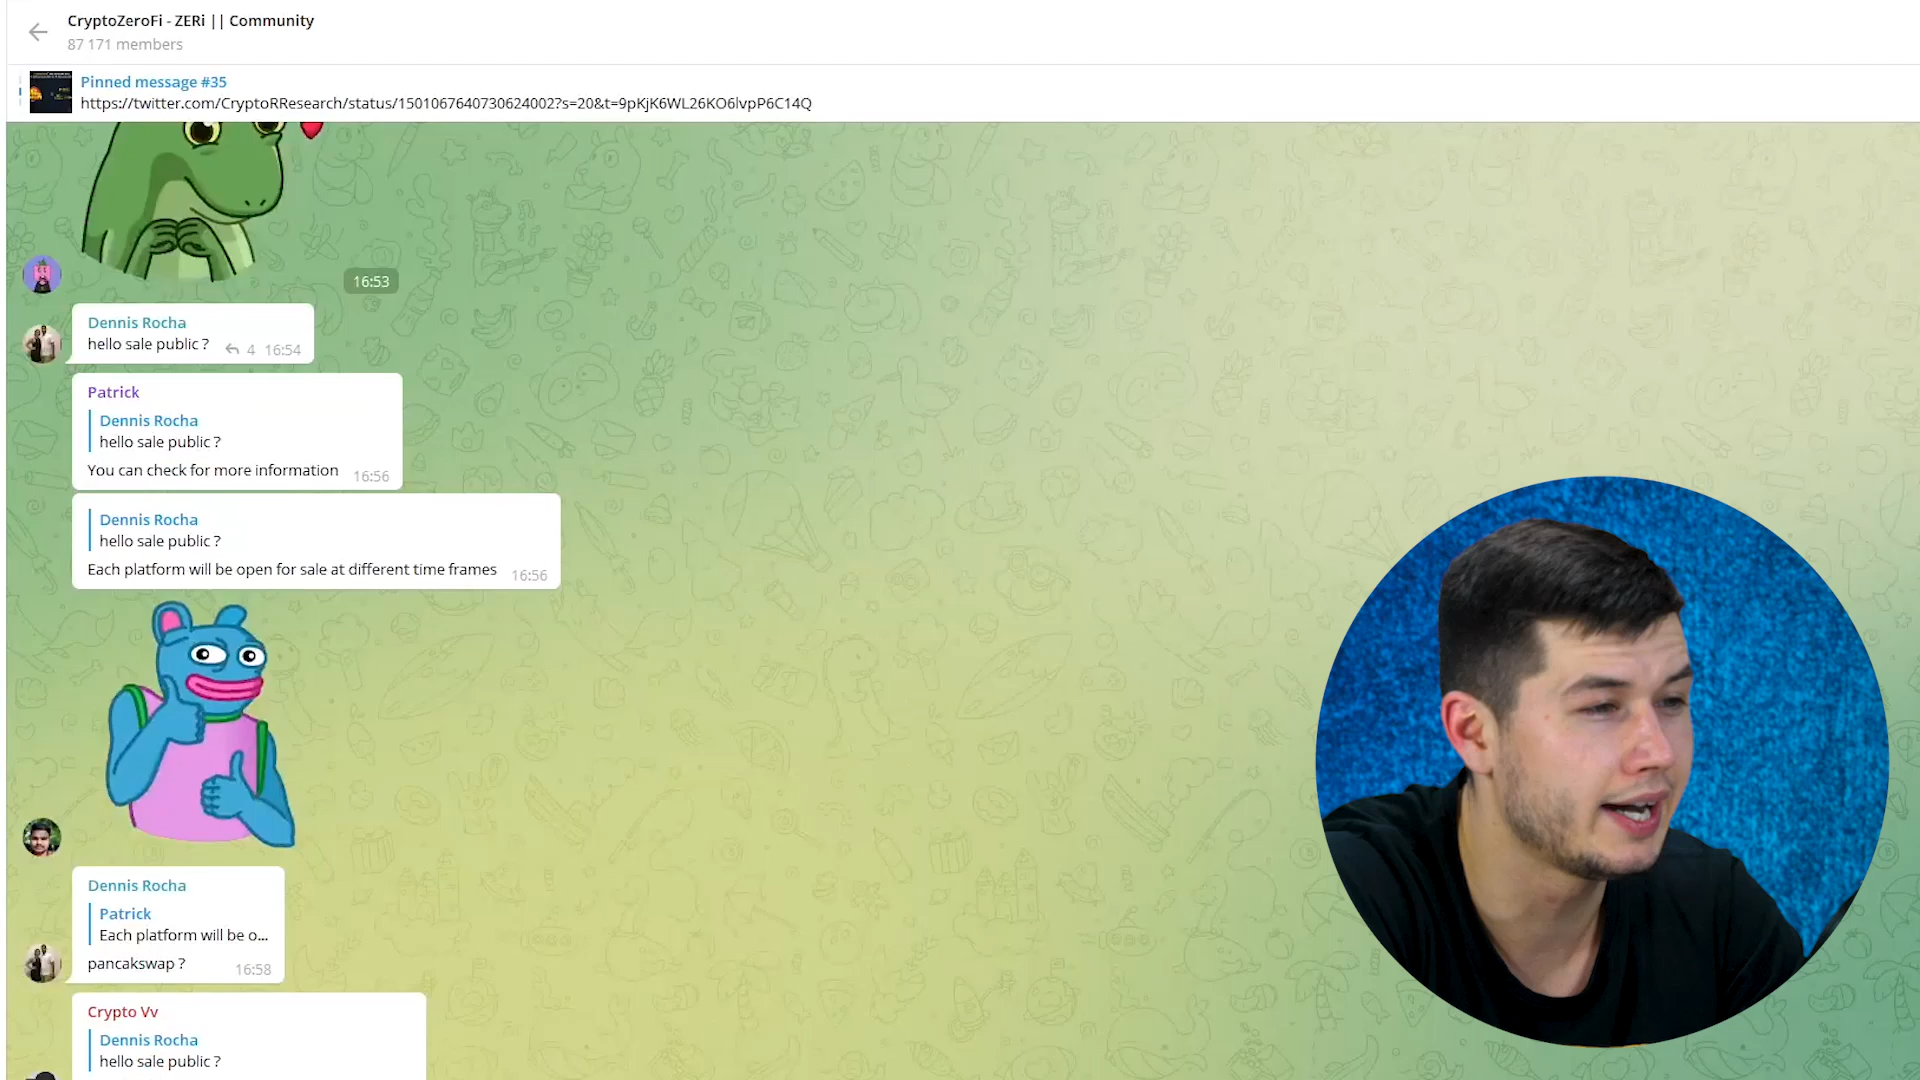 CryptoZeroFi - ZERi || Community
87 171 members
Pinned message #35
https://twitter.com/CryptoRResearch/status/1501067640730624002?s=20&t=9pKjK6WL26KO6lvpP6C14Q
16:53
Dennis Rocha
hello sale public ? 4 16:54
Patrick
Dennis Rocha
hello sale public ?
You can check for more information 16:56
Dennis Rocha
hello sale public ?
Each platform will be open for sale at different time frames 16:56
Dennis Rocha
Patrick
Each platform will be o...
pancakswap ? 16:58
Crypto Vv
Dennis Rocha
hello sale public ?